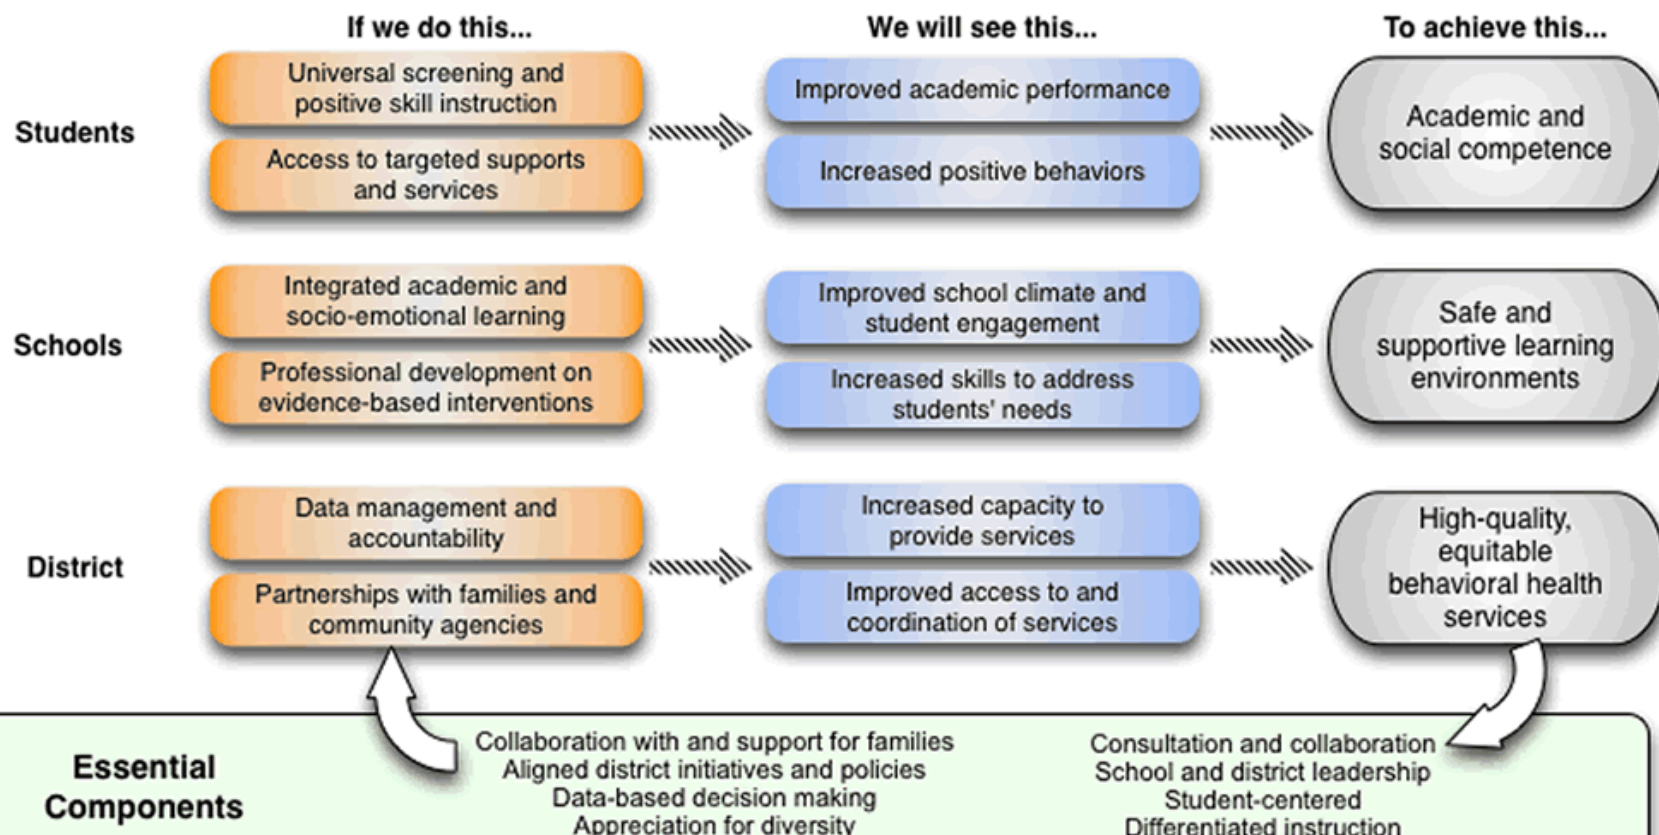 If we do this...
We will see this...
To achieve this...
Students
Universal screening and
positive skill instruction
Access to targeted supports
and services
Improved academic performance
Increased positive behaviors
Academic and
social competence
Schools
Integrated academic and
socio-emotional learning
Professional development on
evidence-based interventions
Improved school climate and
student engagement
Increased skills to address
students' needs
Safe and
supportive learning
environments
District
Data management and
accountability
Partnerships with families and
community agencies
Increased capacity to
provide services
Improved access to and
coordination of services
High-quality,
equitable
behavioral health
services
Essential
Components
Collaboration with and support for families
Aligned district initiatives and policies
Data-based decision making
Appreciation for diversity
Consultation and collaboration
School and district leadership
Student-centered
Differentiated instruction